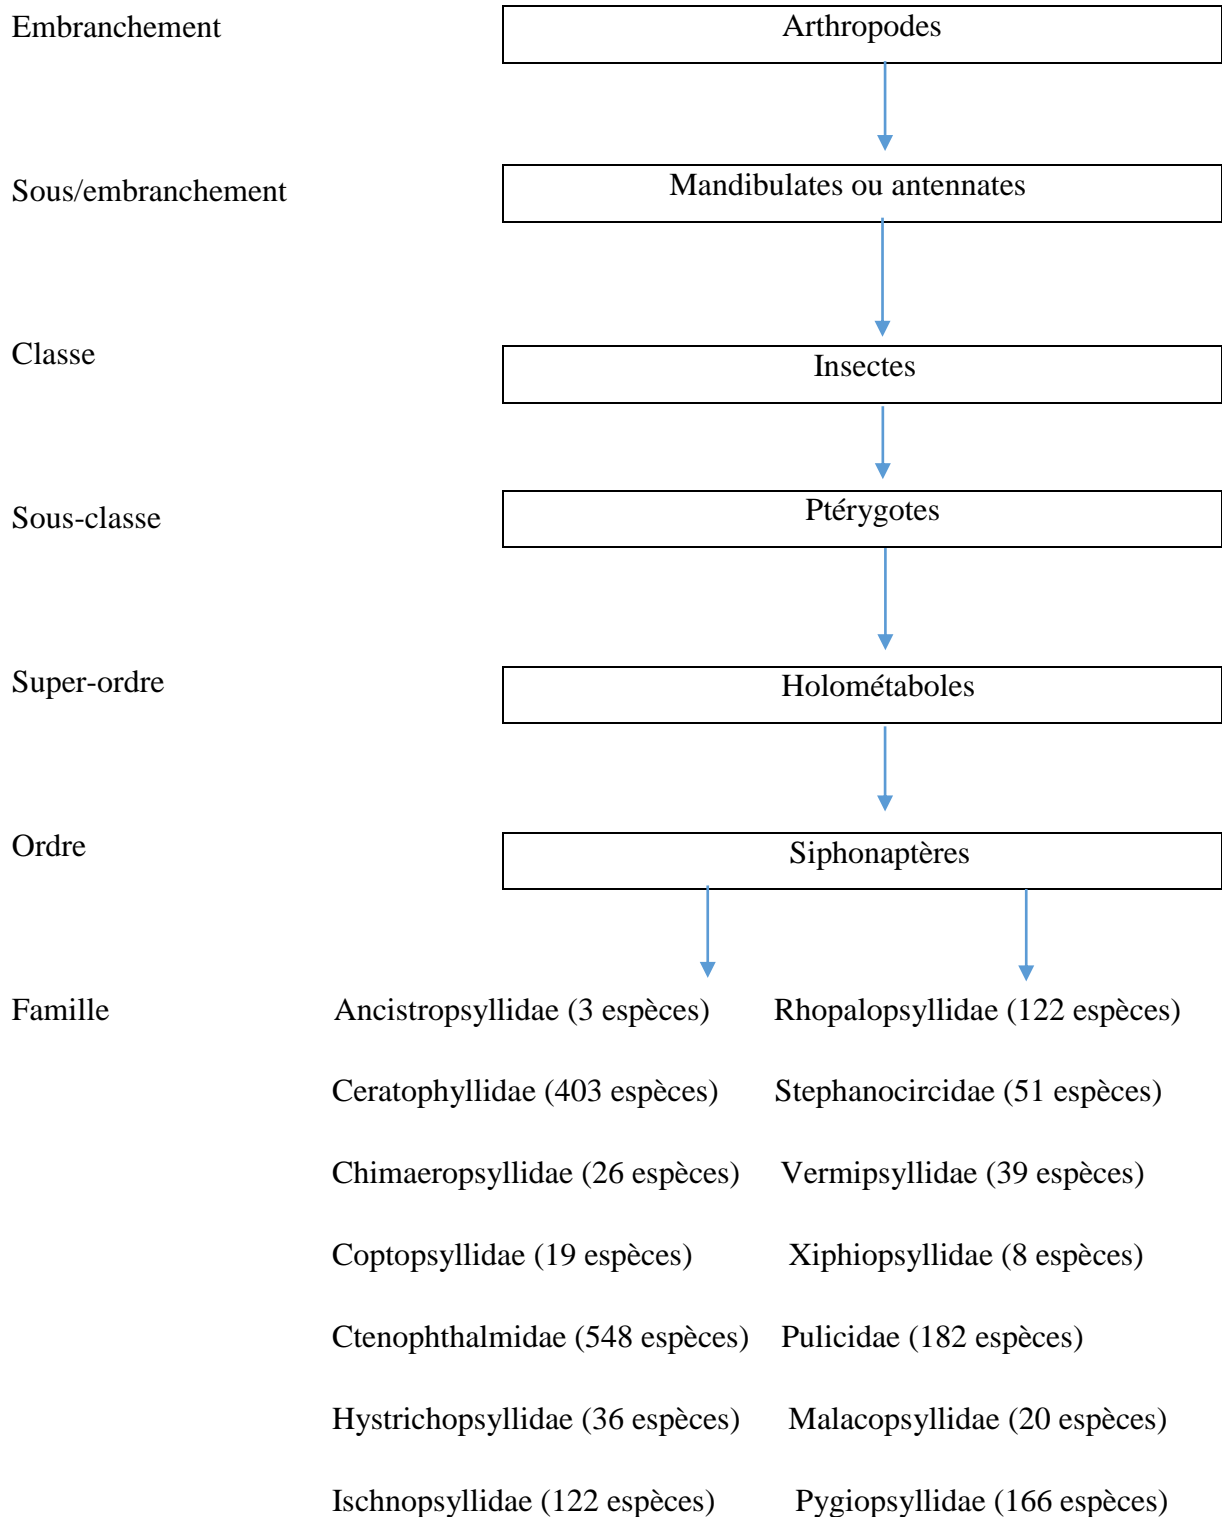 Embranchement Arthropodes
Sous/embranchement Mandibulates ou antennates
Classe Insectes
Sous-classe Ptérygotes
Super-ordre Holométaboles
Ordre Siphonaptères
Famille Ancistropsyllidae (3 espèces) Rhopalopsyllidae (122 espèces)
Ceratophyllidae (403 espèces) Stephanocircidae (51 espèces)
Chimaeropsyllidae (26 espèces) Vermipsyllidae (39 espèces)
Coptopsyllidae (19 espèces) Xiphiopsyllidae (8 espèces)
Ctenophthalmidae (548 espèces) Pulicidae (182 espèces)
Hystrichopsyllidae (36 espèces) Malacopsyllidae (20 espèces)
Ischnopsyllidae (122 espèces) Pygiopsyllidae (166 espèces)